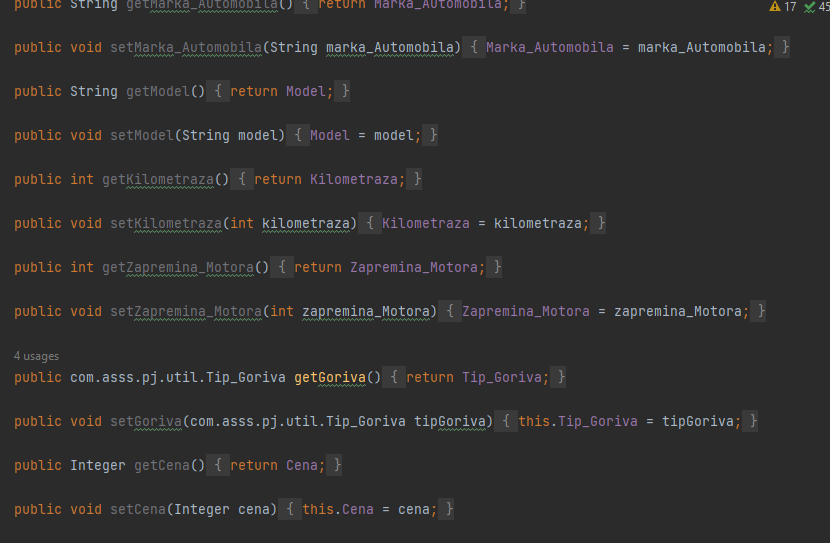 public String getMarka_Automobila() { return Marka_Automobila; }
17 45
public void setMarka_Automobila(String marka_Automobila) { Marka_Automobila = marka_Automobila; }
public String getModel() { return Model; }
public void setModel(String model) { Model = model; }
public int getKilometraza() { return Kilometraza; }
public void setKilometraza(int kilometraza) { Kilometraza = kilometraza; }
public int getZapremina_Motora() { return Zapremina_Motora; }
public void setZapremina_Motora(int zapremina_Motora) { Zapremina_Motora = zapremina_Motora; }
4 usages
public com.asss.pj.util.Tip_Goriva getGoriva() { return Tip_Goriva; }
public void setGoriva(com.asss.pj.util.Tip_Goriva tipGoriva) { this.Tip_Goriva = tipGoriva; }
public Integer getCena() { return Cena; }
public void setCena(Integer cena) { this.Cena = cena; }